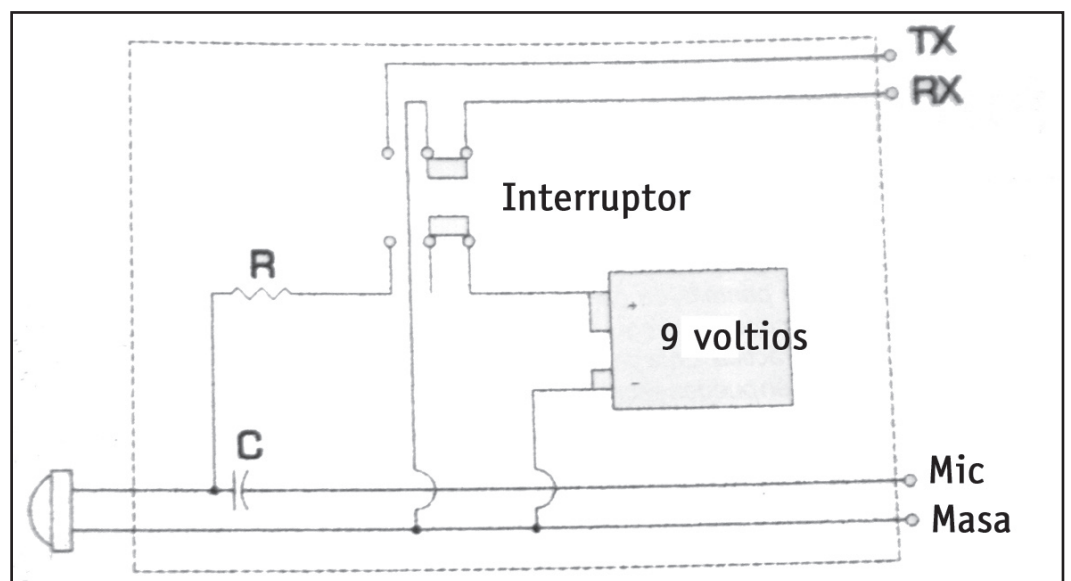 TX
RX
Interruptor
R
+
9 voltios
-
C
Mic
Masa